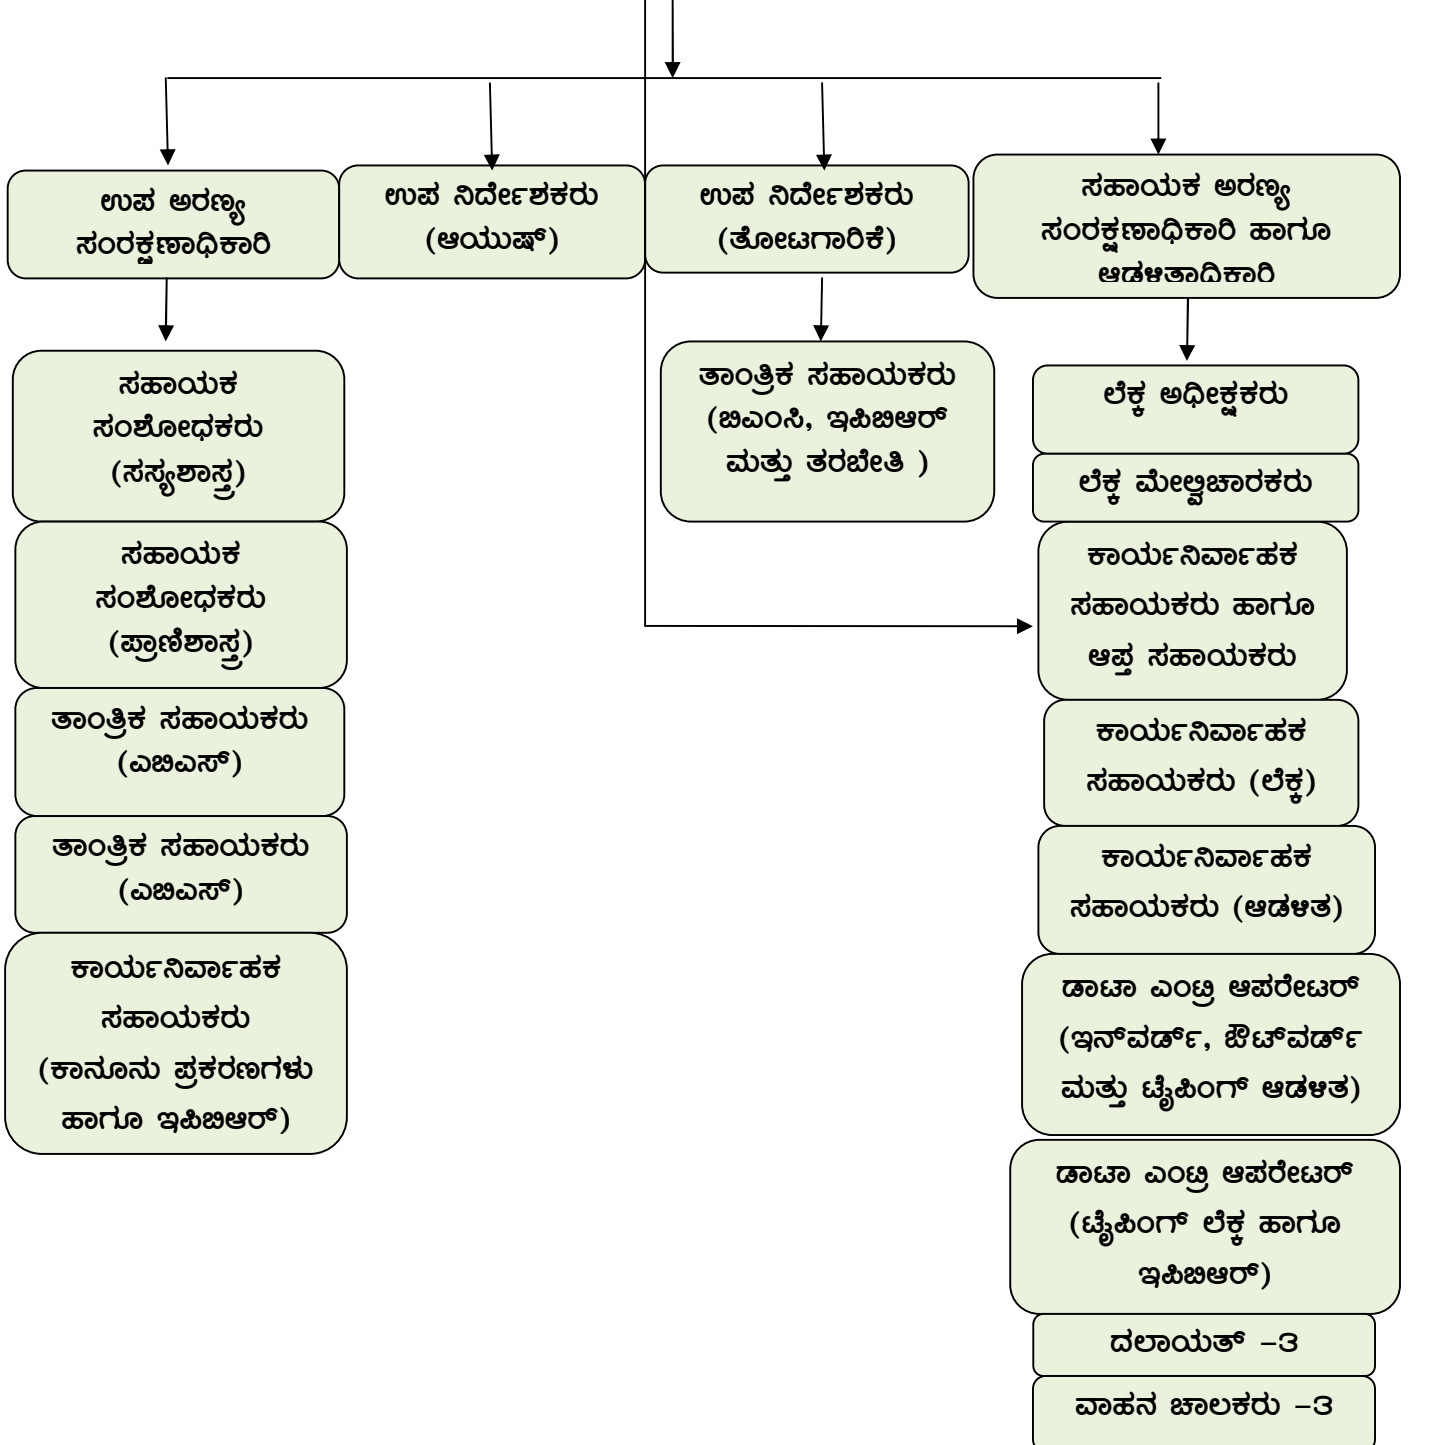 ಉಪ ಅರಣ್ಯ
ಸಂರಕ್ಷಣಾಧಿಕಾರಿ
ಉಪ ನಿರ್ದೇಶಕರು
(ಆಯುಷ್)
ಉಪ ನಿರ್ದೇಶಕರು
(ತೋಟಗಾರಿಕೆ)
ಸಹಾಯಕ ಅರಣ್ಯ
ಸಂರಕ್ಷಣಾಧಿಕಾರಿ ಹಾಗೂ
ಆಡಳಿತಾದಿಕಾರಿ
ಸಹಾಯಕ
ಸಂಶೋಧಕರು
(ಸಸ್ಯಶಾಸ್ತ್ರ)
ಸಹಾಯಕ
ಸಂಶೋಧಕರು
(ಪ್ರಾಣಿಶಾಸ್ತ್ರ)
ತಾಂತ್ರಿಕ ಸಹಾಯಕರು
(ಎಬಿಎಸ್)
ತಾಂತ್ರಿಕ ಸಹಾಯಕರು
(ಎಬಿಎಸ್)
ಕಾರ್ಯನಿರ್ವಾಹಕ
ಸಹಾಯಕರು
(ಕಾನೂನು ಪ್ರಕರಣಗಳು
ಹಾಗೂ ಇಪಿಬಿಆರ್)
ತಾಂತ್ರಿಕ ಸಹಾಯಕರು
(ಬಿಎಂಸಿ, ಇಪಿಬಿಆರ್
ಮತ್ತು ತರಬೇತಿ )
ಲೆಕ್ಕ ಅಧೀಕ್ಷಕರು
ಲೆಕ್ಕ ಮೇಲ್ವಿಚಾರಕರು
ಕಾರ್ಯನಿರ್ವಾಹಕ
ಸಹಾಯಕರು ಹಾಗೂ
ಆಪ್ತ ಸಹಾಯಕರು
ಕಾರ್ಯನಿರ್ವಾಹಕ
ಸಹಾಯಕರು (ಲೆಕ್ಕ)
ಕಾರ್ಯನಿರ್ವಾಹಕ
ಸಹಾಯಕರು (ಆಡಳಿತ)
ಡಾಟಾ ಎಂಟ್ರಿ ಆಪರೇಟರ್
(ಇನ್‌ವರ್ಡ್, ಔಟ್‌ವರ್ಡ್
ಮತ್ತು ಟೈಪಿಂಗ್ ಆಡಳಿತ)
ಡಾಟಾ ಎಂಟ್ರಿ ಆಪರೇಟರ್
(ಟೈಪಿಂಗ್ ಲೆಕ್ಕ ಹಾಗೂ
ಇಪಿಬಿಆರ್)
ದಲಾಯತ್ –3
ವಾಹನ ಚಾಲಕರು –3